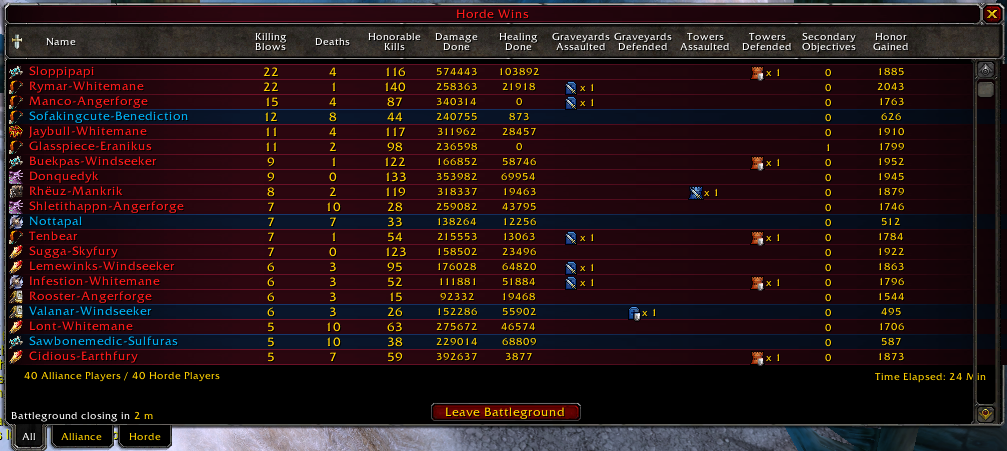 Horde Wins
Name Killing Blows Deaths Honorable Kills Damage Done Healing Done Graveyards Assaulted Graveyards Defended Towers Assaulted Towers Defended Secondary Objectives Honor Gained
Sloppipapi 22 4 116 574443 103892 x 1 0 1885
Rymar-Whitemane 22 1 140 258363 21918 x 1 0 2043
Manco-Angerforge 15 4 87 340314 0 x 1 0 1763
Sofakingcute-Benediction 12 8 44 240755 873 0 626
Jaybull-Whitemane 11 4 117 311962 28457 0 1910
Glasspiece-Eranikus 11 2 98 236598 0 1 1799
Buekpas-Windseeker 9 1 122 166852 58746 x 1 0 1952
Donquedyk 9 0 133 353982 69954 0 1945
Rhëuz-Mankrik 8 2 119 318337 19463 x 1 0 1879
Shletithappn-Angerforge 7 10 28 259082 43795 0 1746
Nottapal 7 7 33 138264 12256 0 512
Tenbear 7 1 54 215553 13063 x 1 x 1 0 1784
Sugga-Skyfury 7 0 123 158502 23496 0 1922
Lemewinks-Windseeker 6 3 95 176028 64820 x 1 0 1863
Infestion-Whitemane 6 3 52 111881 51884 x 1 x 1 0 1796
Rooster-Angerforge 6 3 15 92332 19468 0 1544
Valanar-Windseeker 6 3 26 152286 55902 x 1 0 495
Lont-Whitemane 5 10 63 275672 46574 0 1706
Sawbonemedic-Sulfuras 5 10 38 229014 68809 0 587
Cidious-Earthfury 5 7 59 392637 3877 x 1 0 1873
40 Alliance Players / 40 Horde Players Time Elapsed: 24 Min
Battleground closing in 2 m
Leave Battleground
All Alliance Horde